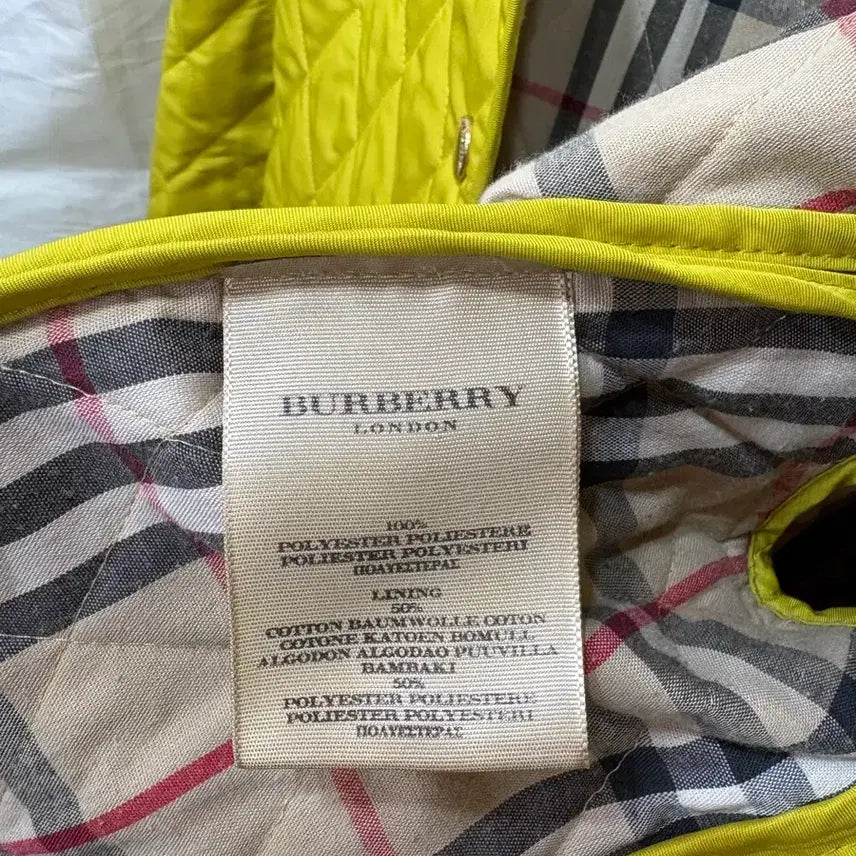 BURBERRY
LONDON
100%
POLYESTER POLIESTERE
POLIESTER POLYESTERI
ΠΟΛΥΕΣΤΕΡΑΣ
LINING
50%
COTTON BAUMWOLLE COTON
COTONE KATOEN BOMULL
ALGODON ALGODAO PUUVILLA
BAMBAKI
50%
POLYESTER POLIESTERE
POLIESTER POLYESTERI
ΠΟΛΥΕΣΤΕΡΑΣ